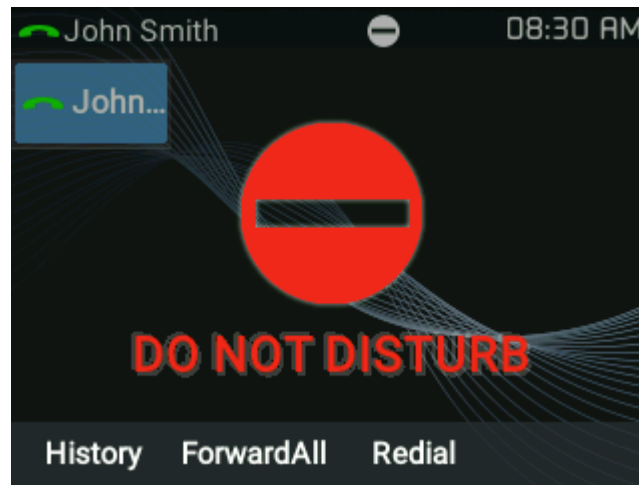 John Smith 08:30 AM
John...
DO NOT DISTURB
History ForwardAll Redial